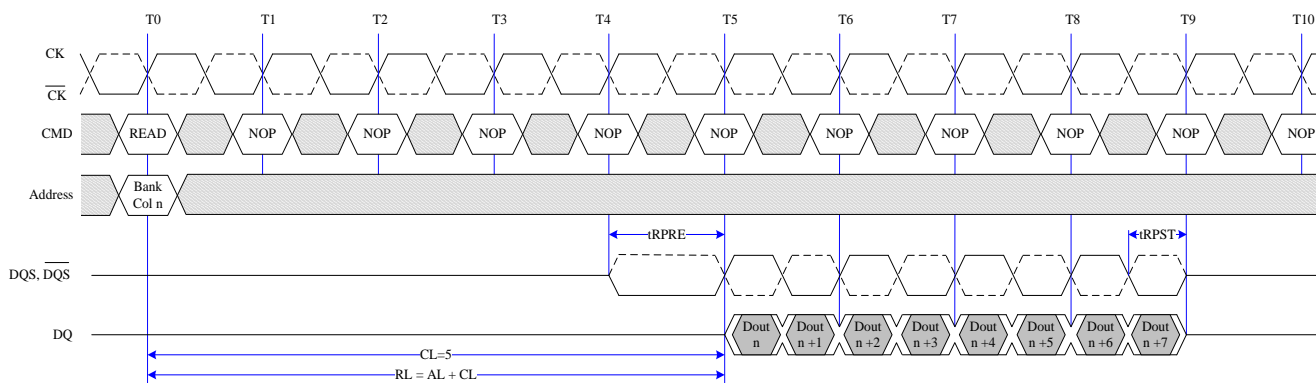 T0 T1 T2 T3 T4 T5 T6 T7 T8 T9 T10
CK
CK
CMD READ NOP NOP NOP NOP NOP NOP NOP NOP NOP NOP
Address Bank
Col n
tRPRE tRPST
DQS, DQS
DQ Dout Dout Dout Dout Dout Dout Dout Dout
n n +1 n +2 n +3 n +4 n +5 n +6 n +7
CL=5
RL = AL + CL